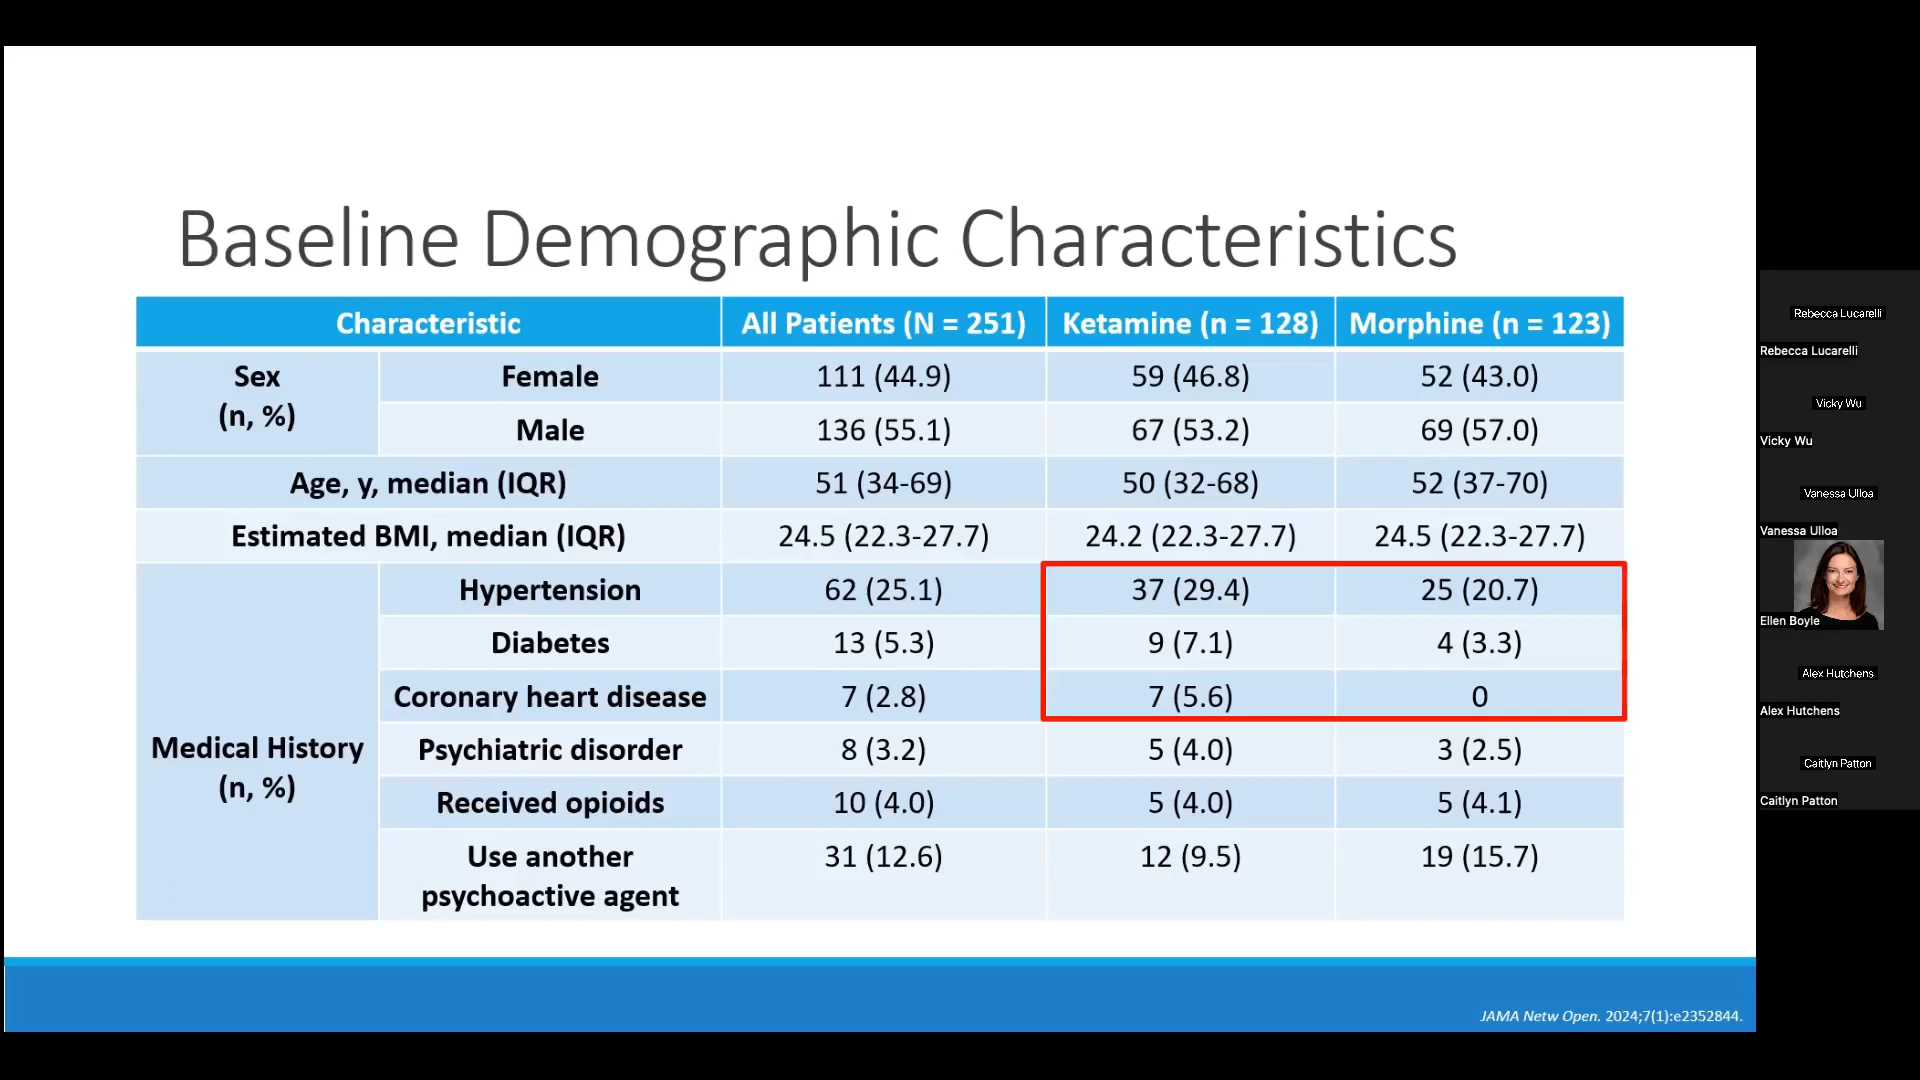 Baseline Demographic Characteristics
Characteristic All Patients (N = 251) Ketamine (n = 128) Morphine (n = 123)
Sex
(n, %)
Female 111 (44.9) 59 (46.8) 52 (43.0)
Male 136 (55.1) 67 (53.2) 69 (57.0)
Age, y, median (IQR) 51 (34-69) 50 (32-68) 52 (37-70)
Estimated BMI, median (IQR) 24.5 (22.3-27.7) 24.2 (22.3-27.7) 24.5 (22.3-27.7)
Medical History
(n, %)
Hypertension 62 (25.1) 37 (29.4) 25 (20.7)
Diabetes 13 (5.3) 9 (7.1) 4 (3.3)
Coronary heart disease 7 (2.8) 7 (5.6) 0
Psychiatric disorder 8 (3.2) 5 (4.0) 3 (2.5)
Received opioids 10 (4.0) 5 (4.0) 5 (4.1)
Use another
psychoactive agent
31 (12.6) 12 (9.5) 19 (15.7)
JAMA Netw Open. 2024;7(1):e2352844.
Rebecca Lucarelli
Rebecca Lucarelli
Vicky Wu
Vicky Wu
Vanessa Ulloa
Vanessa Ulloa
Ellen Boyle
Alex Hutchens
Alex Hutchens
Caitlyn Patton
Caitlyn Patton